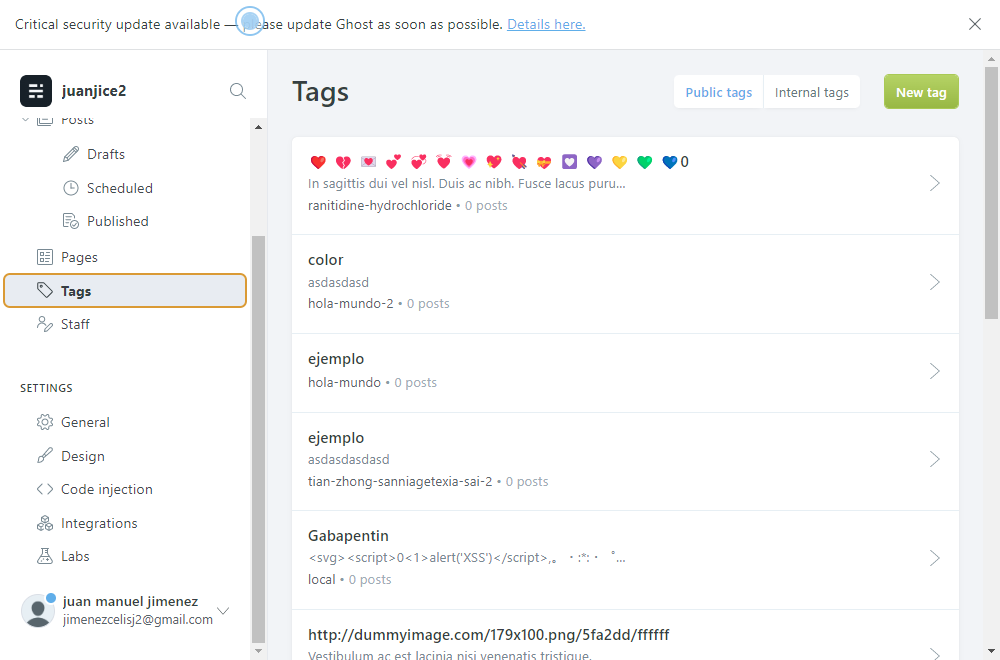 Critical security update available — please update Ghost as soon as possible. Details here.
juanjice2
Posts
Drafts
Scheduled
Published
Pages
Tags
Staff
SETTINGS
General
Design
Code injection
Integrations
Labs
juan manuel jimenez
jimenezcelisj2@gmail.com
Tags
Public tags
Internal tags
New tag
❤️ 💔 💌 💕 💞 💓 💗 💖 💘 💝 💟 💜 💛 💚 💙 0
In sagittis dui vel nisl. Duis ac nibh. Fusce lacus puru...
ranitidine-hydrochloride • 0 posts
color
asdasdasd
hola-mundo-2 • 0 posts
ejemplo
hola-mundo • 0 posts
ejemplo
asdasdasdasd
tian-zhong-sanniagetexia-sai-2 • 0 posts
Gabapentin
<svg><script>0<1>alert('XSS')</script>,。・:*:・゜...
local • 0 posts
http://dummyimage.com/179x100.png/5fa2dd/ffffff
Vestibulum ac est lacinia nisi venenatis tristique.